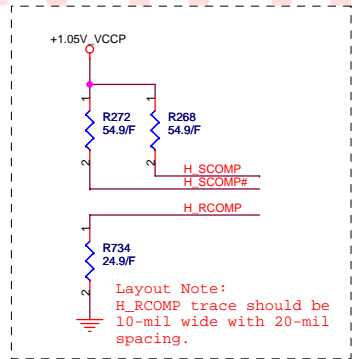 +1.05V_VCCP
1
1
R272
54.9/F
R268
54.9/F
2
2
H_SCOMP
H_SCOMP#
H_RCOMP
1
R734
24.9/F
2
Layout Note:
H_RCOMP trace should be
10-mil wide with 20-mil
spacing.